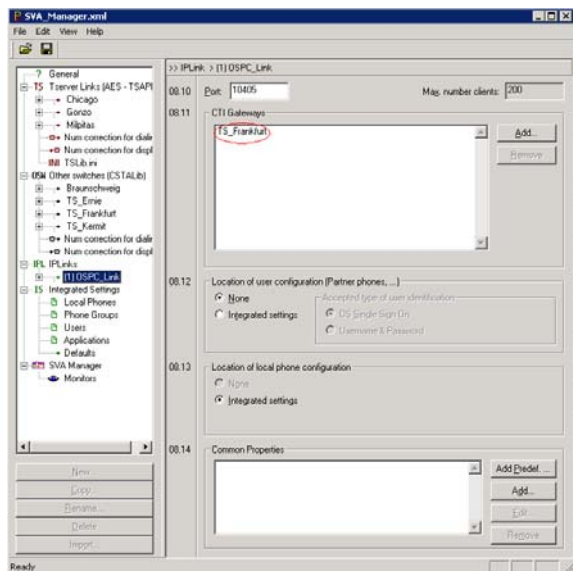 SVA_Manager.xml
File Edit View Help
? General
TS Tserver Links (AES - TSAPI
Chicago
Gonzo
Milpitas
Num correction for dialin
Num correction for displ
INI TSLib.ini
OSW Other switches (CSTALib)
Braunschweig
TS_Ernie
TS_Frankfurt
TS_Kermit
Num correction for dialin
Num correction for displ
IPL IPLinks
[1] OSPC_Link
IS Integrated Settings
Local Phones
Phone Groups
Users
Applications
Defaults
SVA Manager
Monitors
New...
Copy...
Rename...
Delete
Import...
>> IPLink > [1] OSPC_Link
08.10 Port: 10405 Max. number clients: 200
08.11 CTI Gateways
TS_Frankfurt
Add...
Remove
08.12 Location of user configuration (Partner phones, ...)
None
Integrated settings
Accepted type of user identification
OS Single Sign On
Username & Password
08.13 Location of local phone configuration
None
Integrated settings
08.14 Common Properties
Add Predef. ...
Add...
Edit...
Remove
Ready